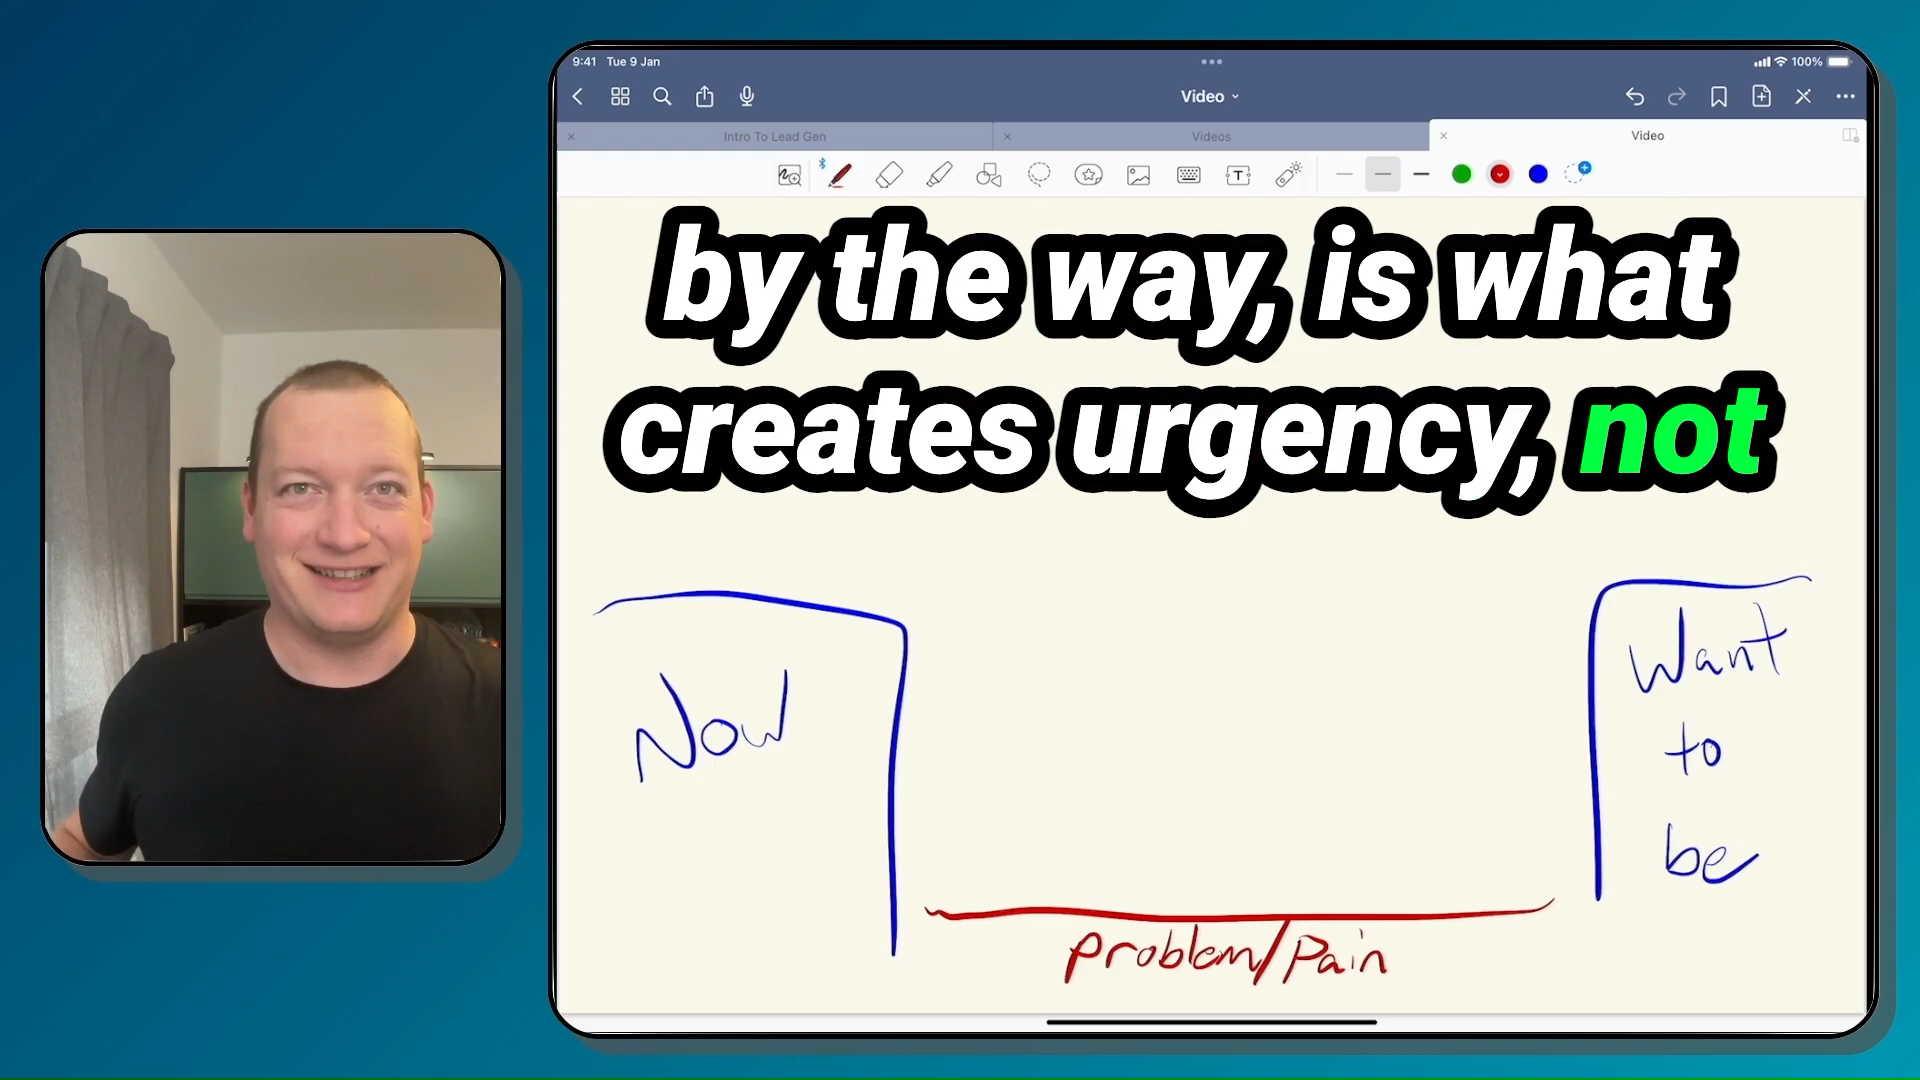 9:41 Tue 9 Jan
100%
Video
Intro To Lead Gen
Videos
Video
T
by the way, is what
creates urgency, not
Now
Want
to
be
Problem/Pain